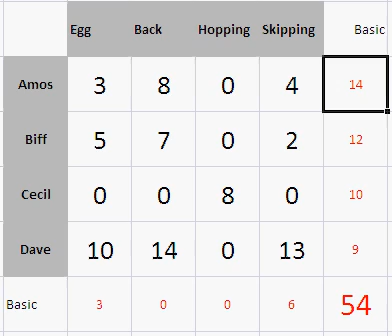 Egg Back Hopping Skipping Basic
Amos 3 8 0 4 14
Biff 5 7 0 2 12
Cecil 0 0 8 0 10
Dave 10 14 0 13 9
Basic 3 0 0 6 54